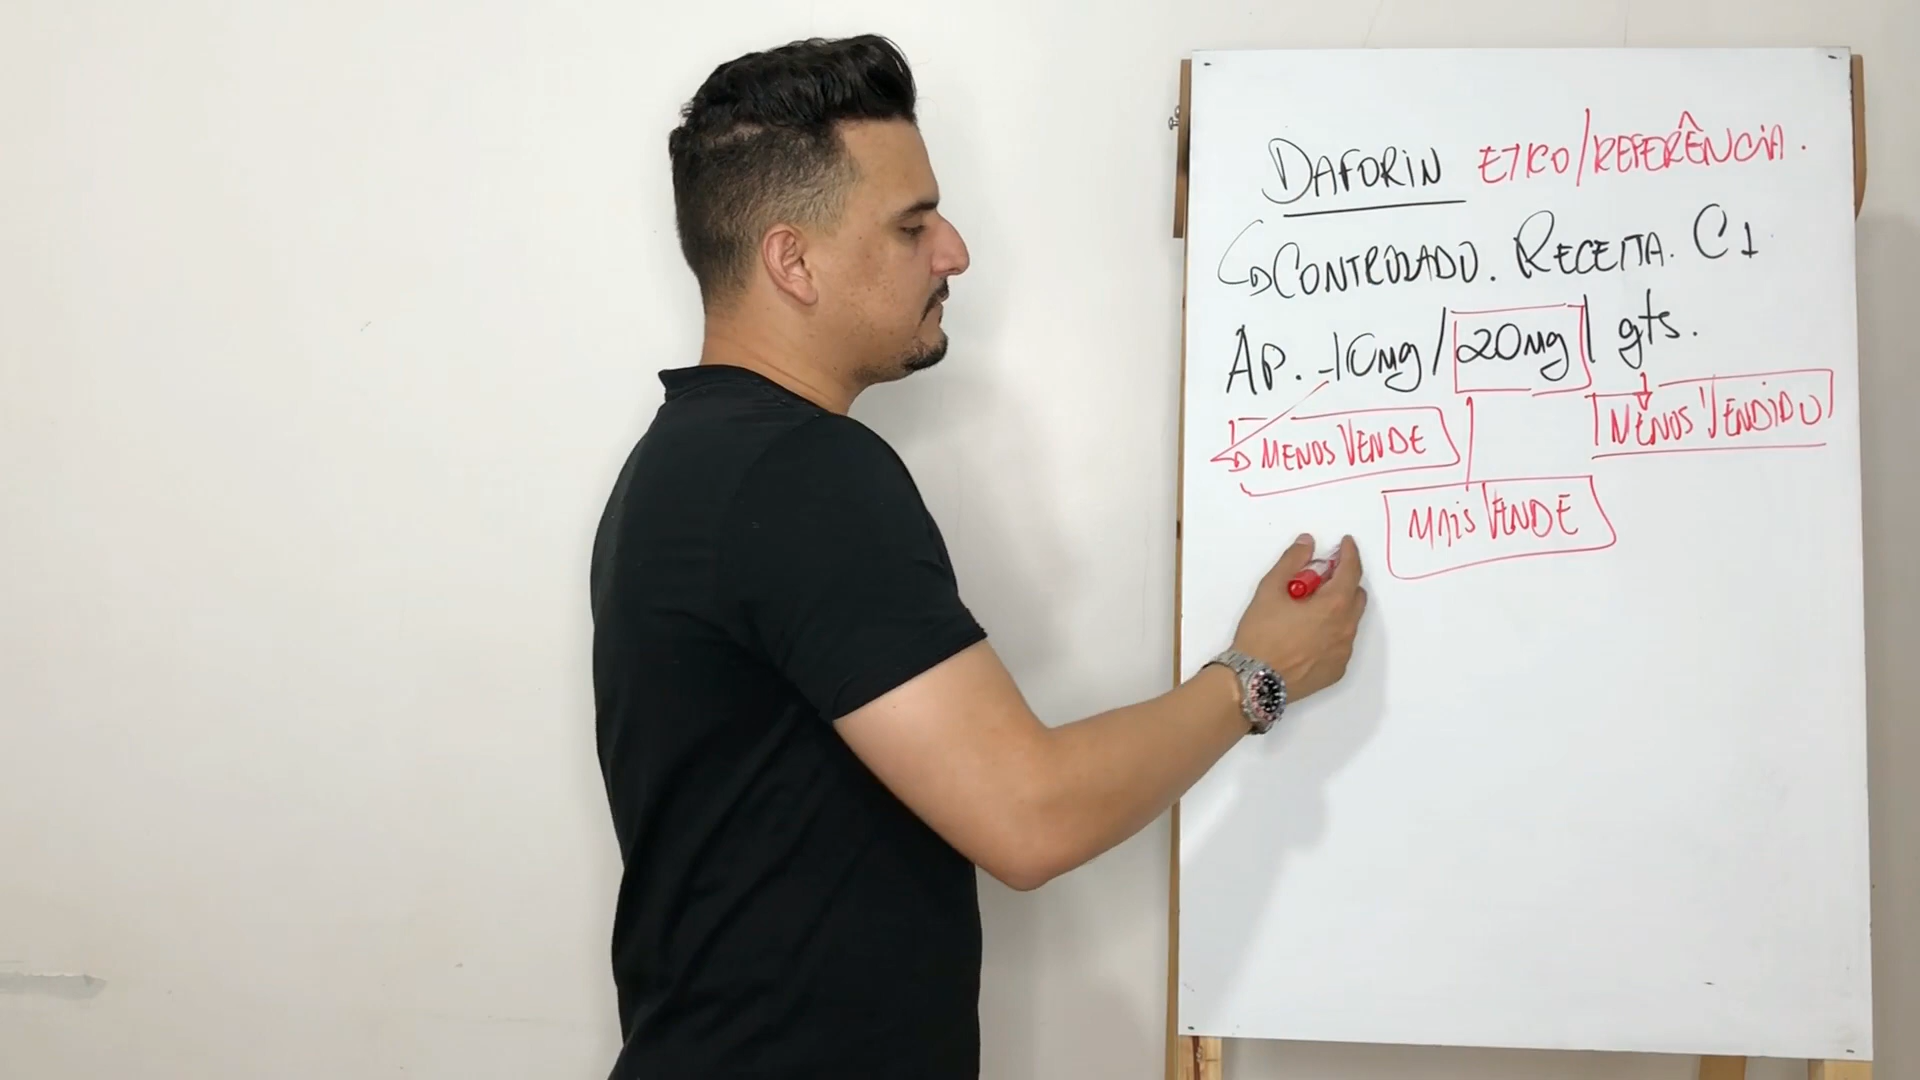 DAFORIN ETICO/REFERÊNCIA.
CONTROLADO. RECEITA. C1
AP. -10mg/20mg/gts.
MENOS VENDE
MENOS VENDIDO
MAIS VENDE